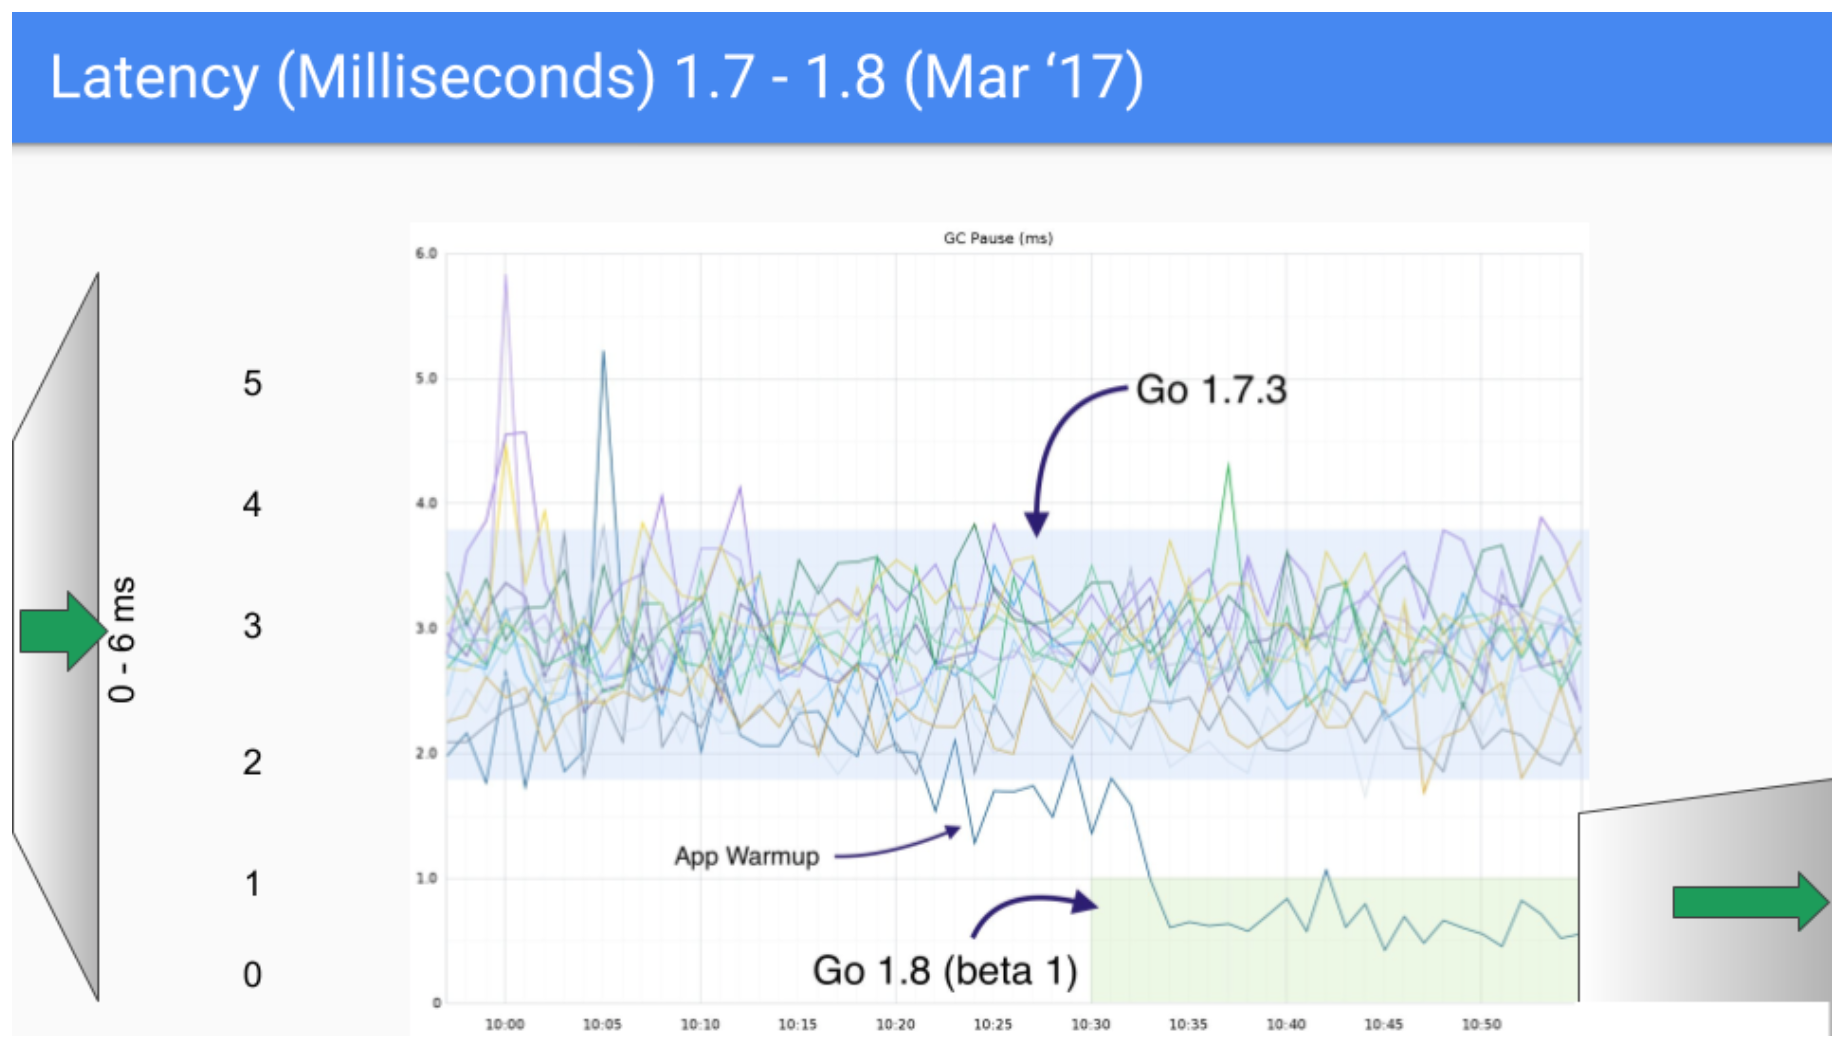 Latency (Milliseconds) 1.7 - 1.8 (Mar ‘17)
GC Pause (ms)
6.0
5.0
4.0
3.0
2.0
1.0
0
5
4
3
2
1
0
0 - 6 ms
Go 1.7.3
App Warmup
Go 1.8 (beta 1)
10:00 10:05 10:10 10:15 10:20 10:25 10:30 10:35 10:40 10:45 10:50